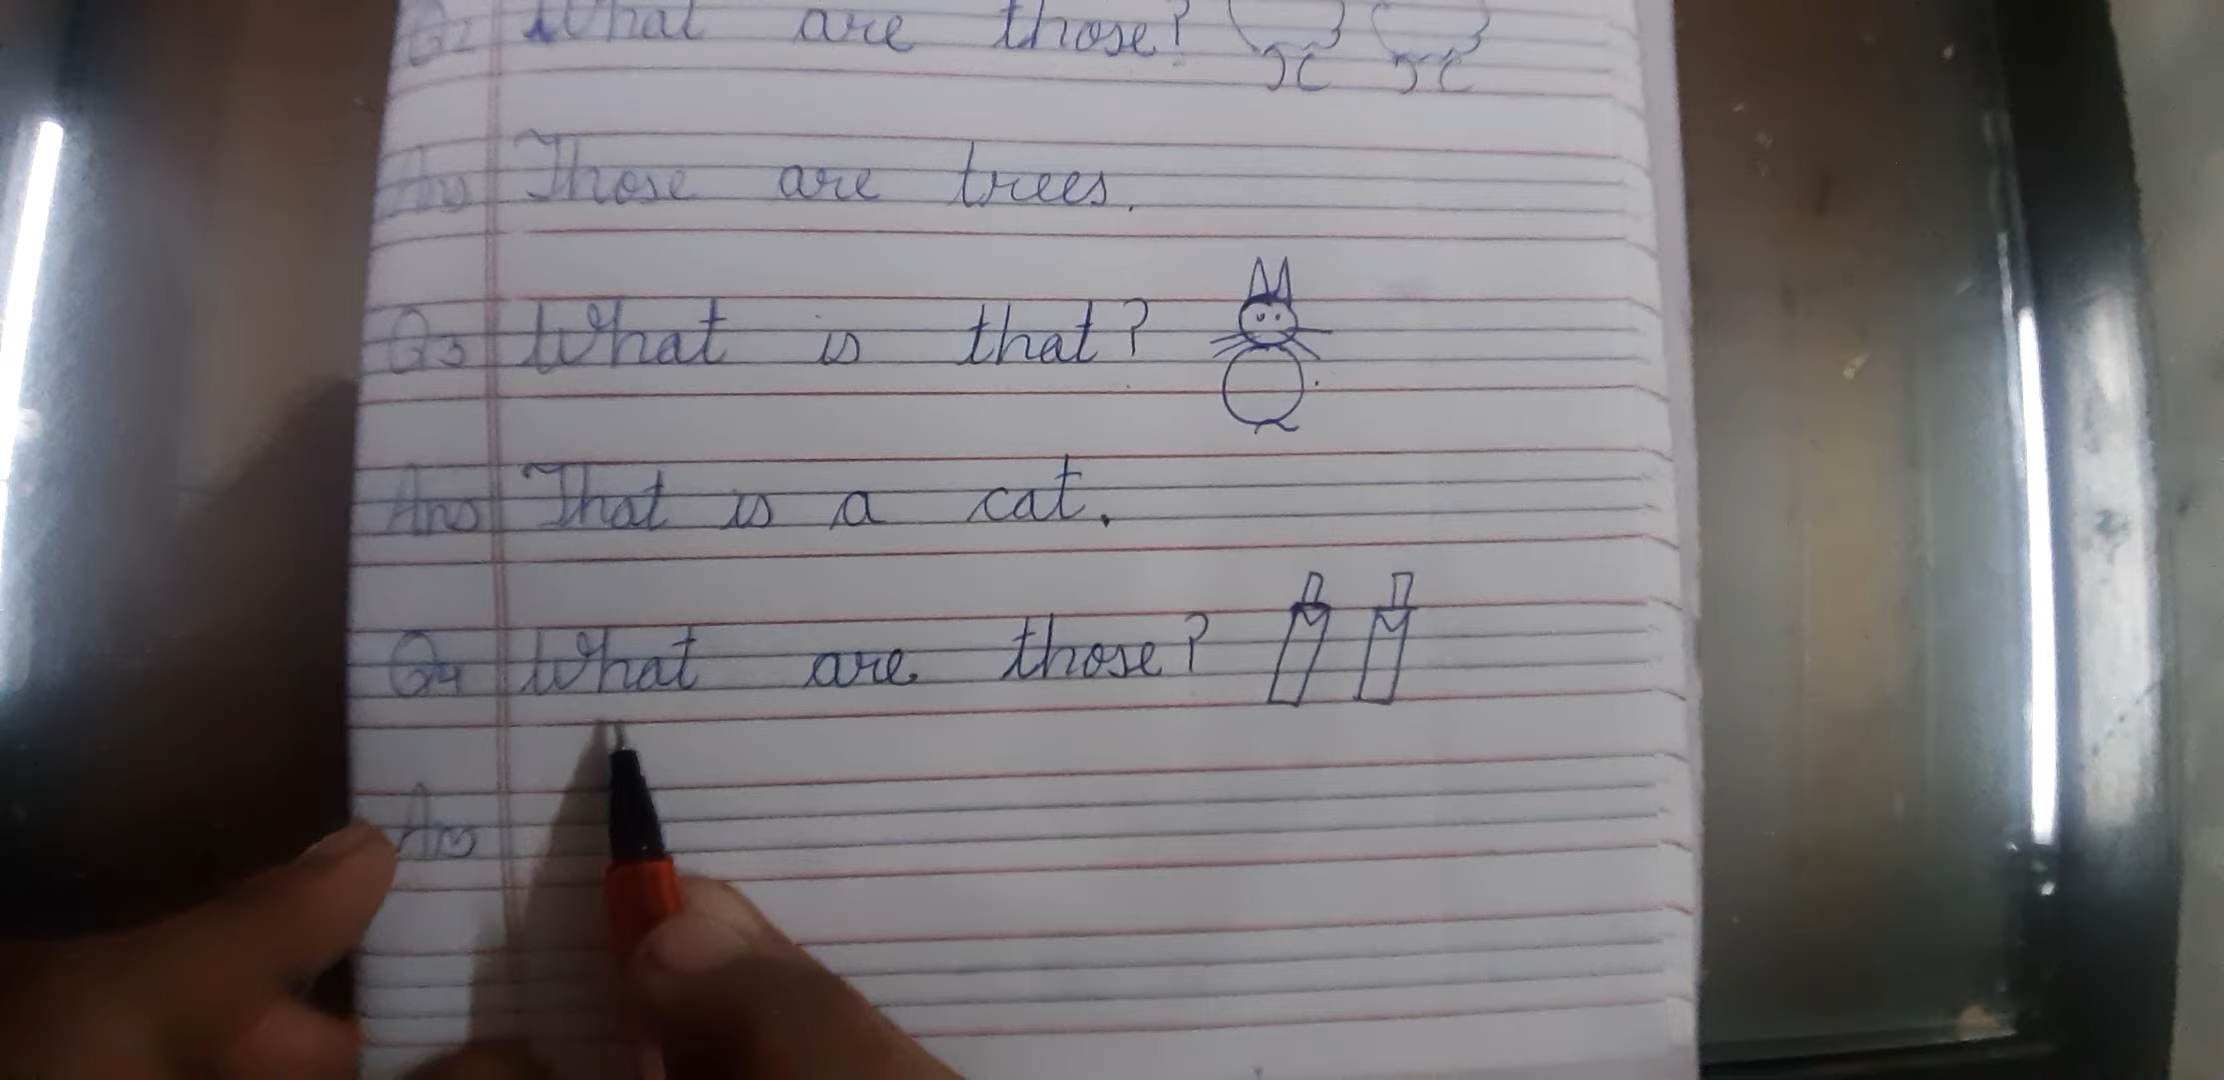 Q2 What are those?
Ans Those are trees.
Q3 What is that?
Ans That is a cat.
Q4 What are those?
Ans